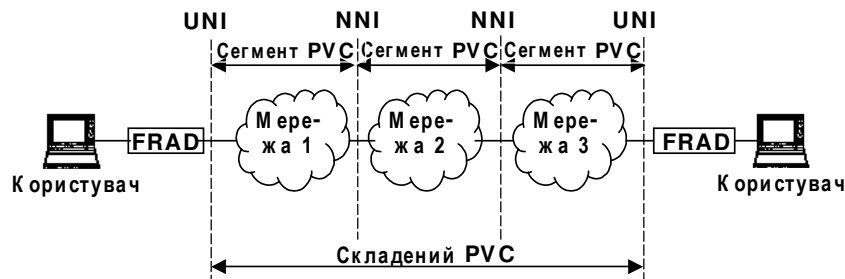 UNI NNI NNI UNI
Сегмент PVC Сегмент PVC Сегмент PVC
Мере- Мере- Мере-
FRAD жа 1 жа 2 жа 3 FRAD
Користувач Користувач
Складений PVC